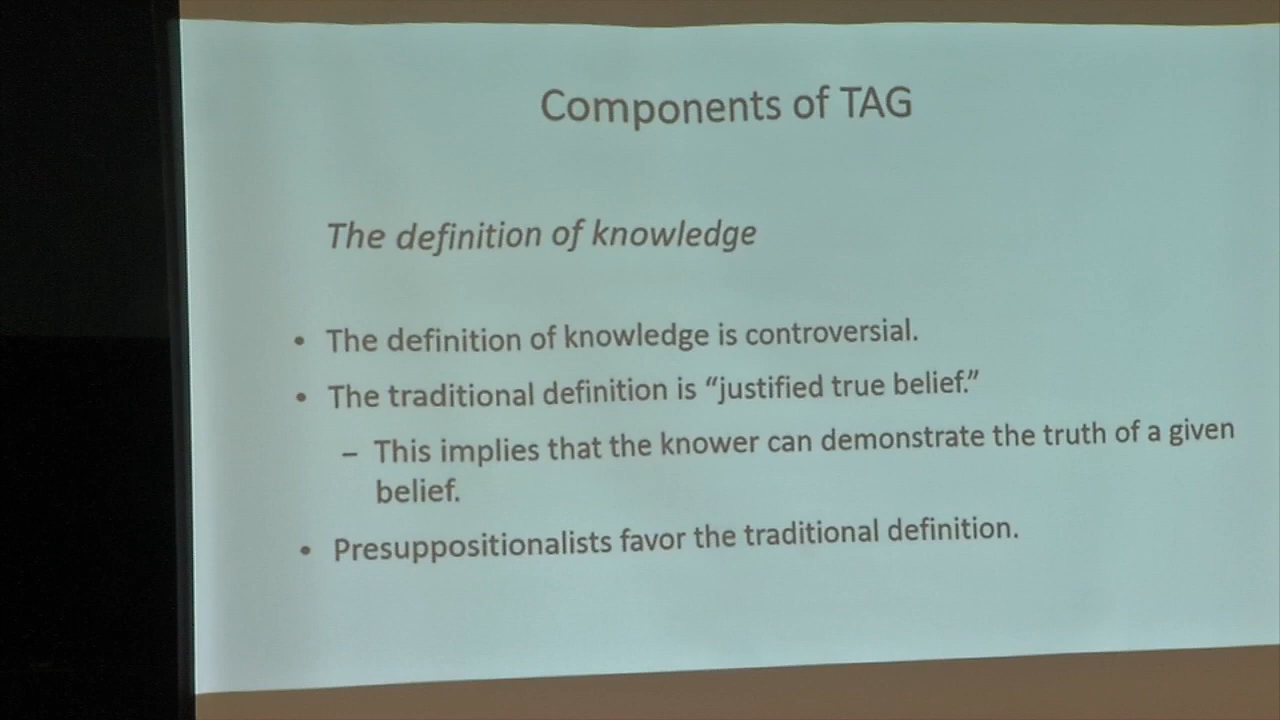 Components of TAG
The definition of knowledge
• The definition of knowledge is controversial.
• The traditional definition is “justified true belief.”
– This implies that the knower can demonstrate the truth of a given
belief.
• Presuppositionalists favor the traditional definition.